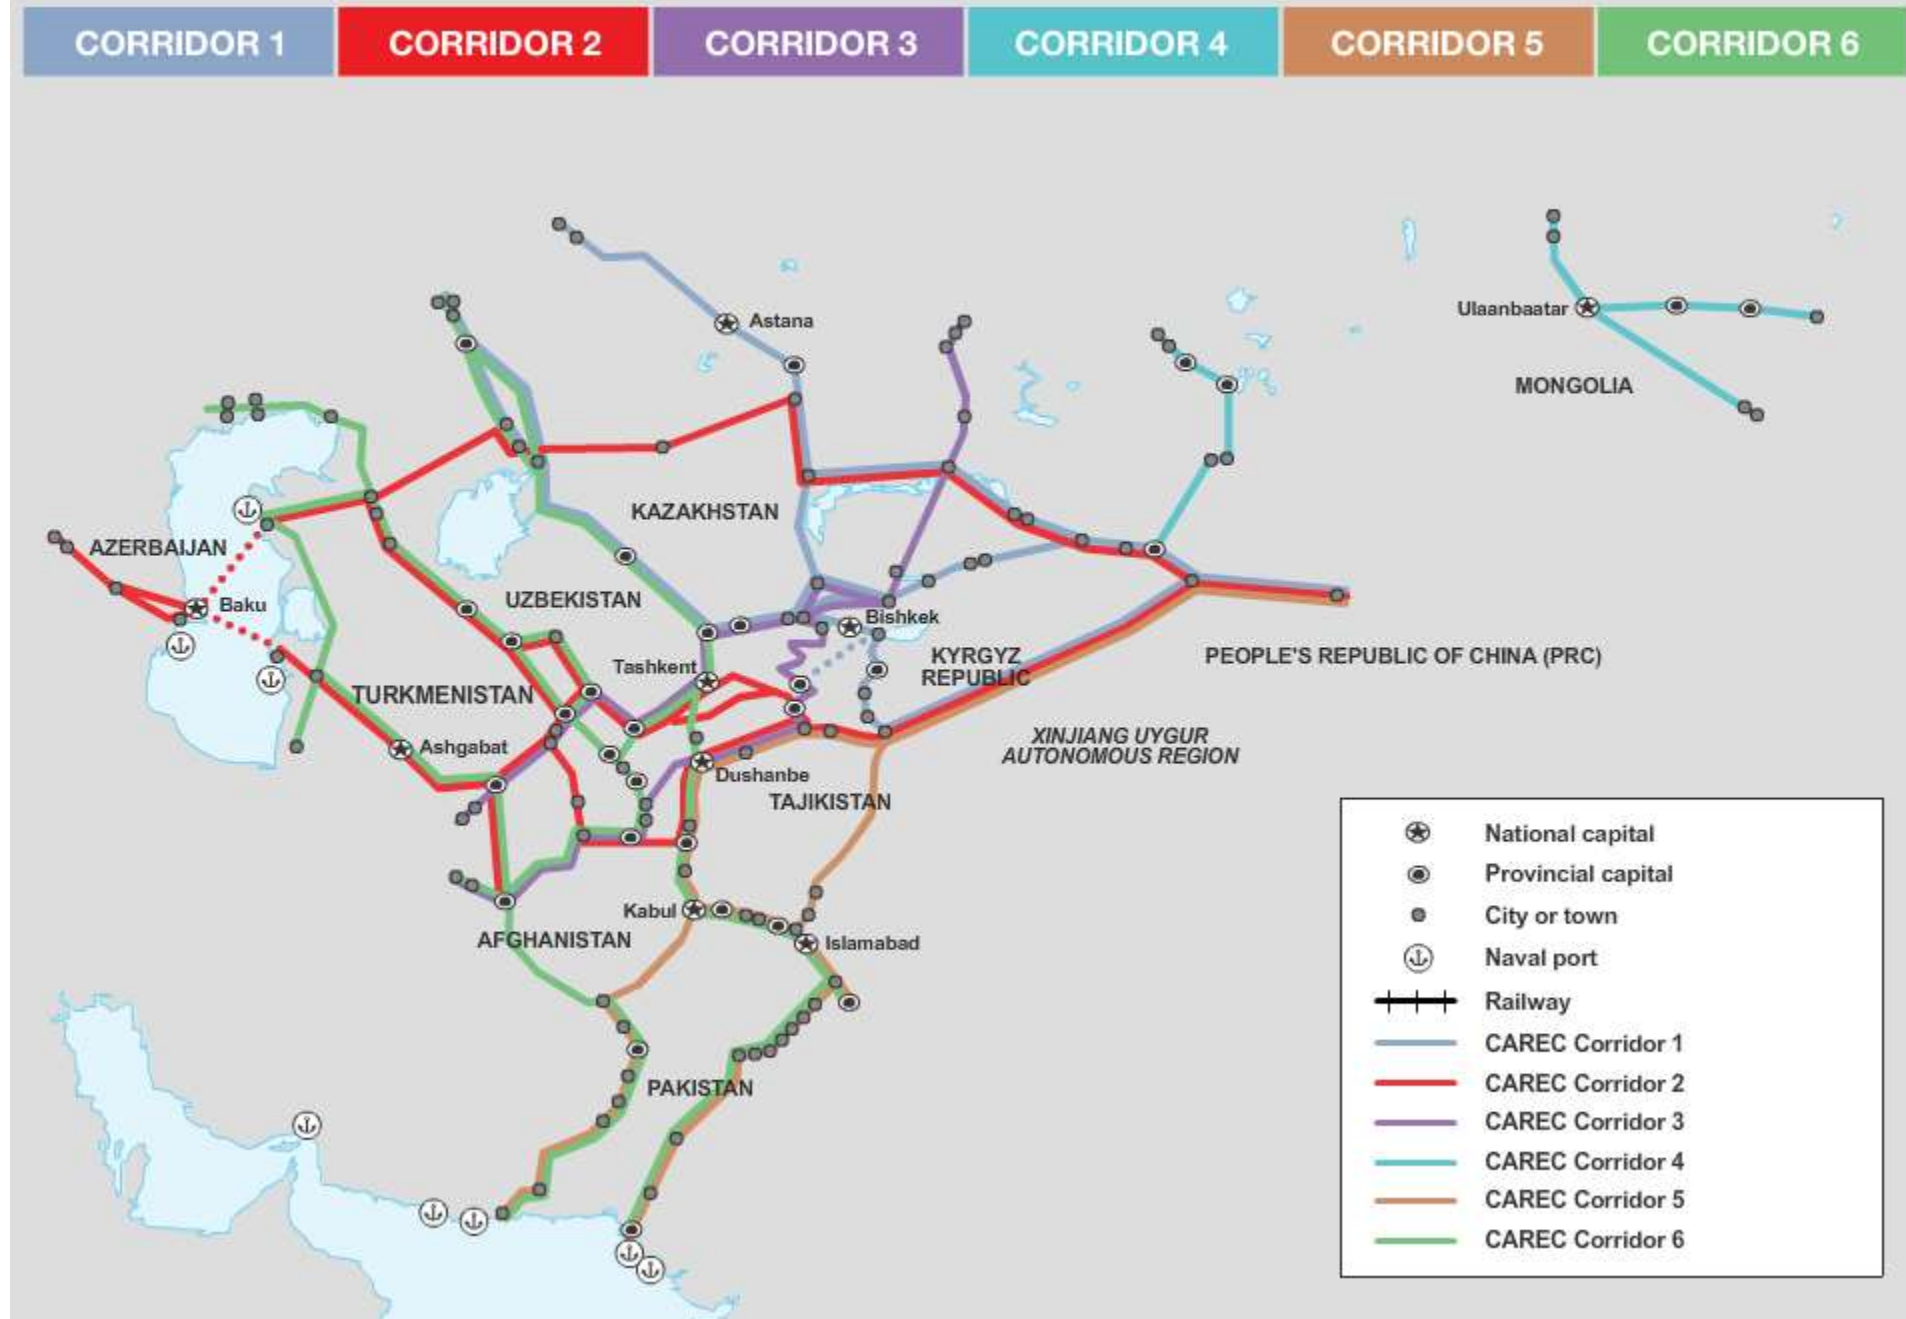 CORRIDOR 1
CORRIDOR 2
CORRIDOR 3
CORRIDOR 4
CORRIDOR 5
CORRIDOR 6
Astana
Ulaanbaatar
MONGOLIA
KAZAKHSTAN
AZERBAIJAN
Baku
UZBEKISTAN
Bishkek
KYRGYZ
REPUBLIC
PEOPLE'S REPUBLIC OF CHINA (PRC)
Tashkent
TURKMENISTAN
XINJIANG UYGUR
AUTONOMOUS REGION
Ashgabat
Dushanbe
TAJIKISTAN
Kabul
AFGHANISTAN
Islamabad
PAKISTAN
National capital
Provincial capital
City or town
Naval port
Railway
CAREC Corridor 1
CAREC Corridor 2
CAREC Corridor 3
CAREC Corridor 4
CAREC Corridor 5
CAREC Corridor 6